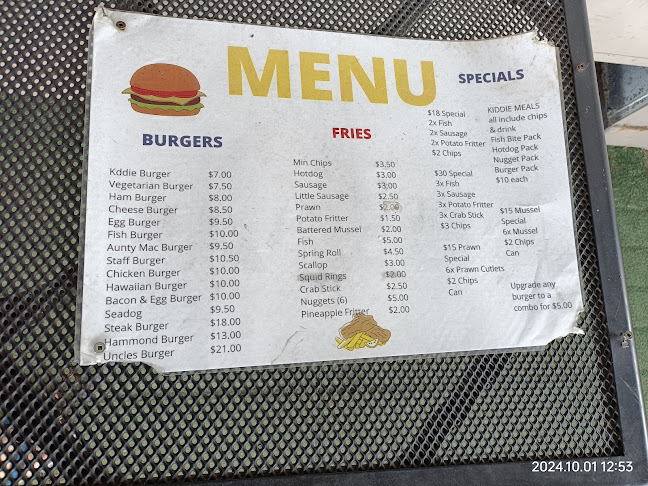 MENU
BURGERS
Kddie Burger $7.00
Vegetarian Burger $7.50
Ham Burger $8.00
Cheese Burger $8.50
Egg Burger $9.50
Fish Burger $10.00
Aunty Mac Burger $9.50
Staff Burger $10.50
Chicken Burger $10.00
Hawaiian Burger $10.00
Bacon & Egg Burger $10.00
Seadog $9.50
Steak Burger $18.00
Hammond Burger $13.00
Uncles Burger $21.00
FRIES
Min Chips $3.50
Hotdog $3.00
Sausage $3.00
Little Sausage $2.50
Prawn $2.00
Potato Fritter $1.50
Battered Mussel $2.00
Fish $5.00
Spring Roll $4.50
Scallop $3.00
Squid Rings $2.00
Crab Stick $2.50
Nuggets (6) $5.00
Pineapple Fritter $2.00
SPECIALS
$18 Special
2x Fish
2x Sausage
2x Potato Fritter
$2 Chips
$30 Special
3x Fish
3x Sausage
3x Potato Fritter
3x Crab Stick
$3 Chips
$15 Prawn
Special
6x Prawn Cutlets
$2 Chips
Can
KIDDIE MEALS
all include chips
& drink
Fish Bite Pack
Hotdog Pack
Nugget Pack
Burger Pack
$10 each
$15 Mussel
Special
6x Mussel
$2 Chips
Can
Upgrade any
burger to a
combo for $5.00
2024.10.01 12:53